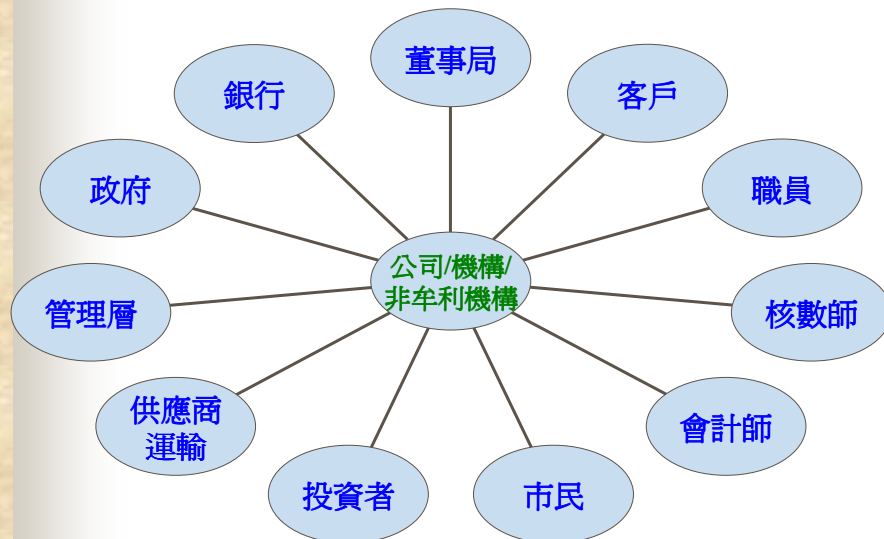 董事局
銀行
客戶
政府
職員
公司/機構/
非牟利機構
管理層
核數師
供應商
運輸
會計師
投資者
市民